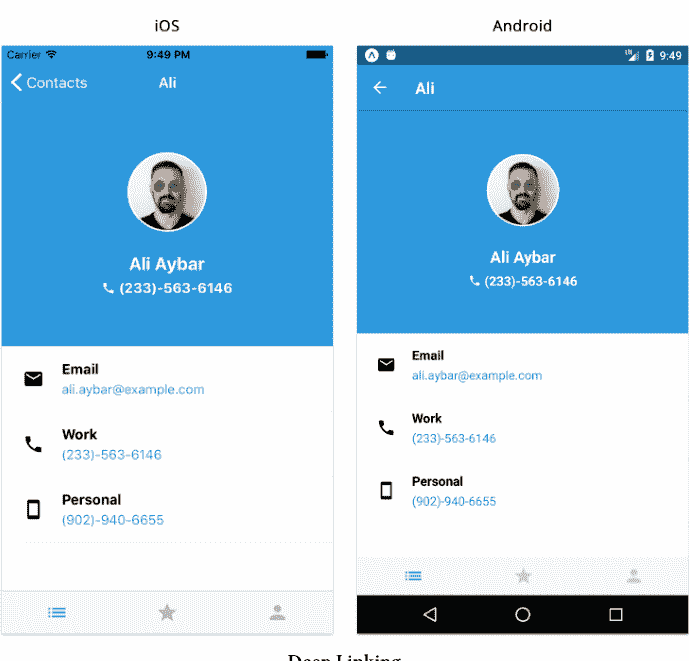 iOS
Android
Carrier
9:49 PM
9:49
Contacts
Ali
Ali
Ali Aybar
(233)-563-6146
Ali Aybar
(233)-563-6146
Email
ali.aybar@example.com
Work
(233)-563-6146
Personal
(902)-940-6655
Email
ali.aybar@example.com
Work
(233)-563-6146
Personal
(902)-940-6655
Deep Linking